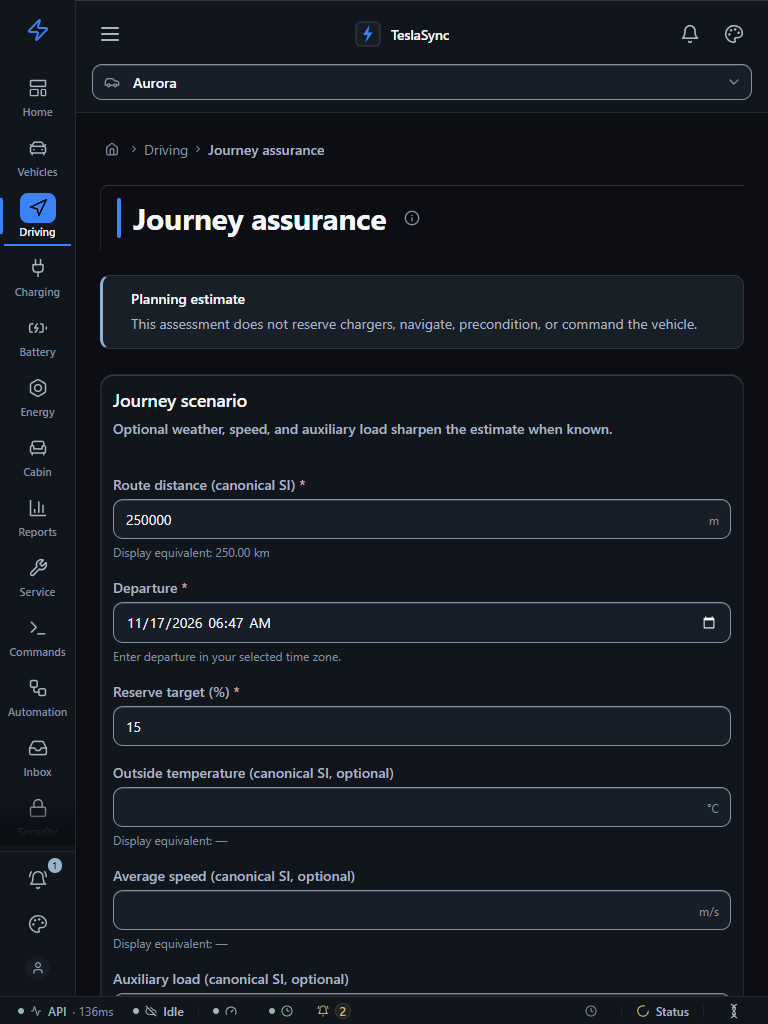 TeslaSync
Aurora
Home
Vehicles
Driving
Charging
Battery
Energy
Cabin
Reports
Service
Commands
Automation
Inbox
Security
1
Driving
Journey assurance
Journey assurance
Planning estimate
This assessment does not reserve chargers, navigate, precondition, or command the vehicle.
Journey scenario
Optional weather, speed, and auxiliary load sharpen the estimate when known.
Route distance (canonical SI) *
250000 m
Display equivalent: 250.00 km
Departure *
11/17/2026 06:47 AM
Enter departure in your selected time zone.
Reserve target (%) *
15
Outside temperature (canonical SI, optional)
°C
Display equivalent: —
Average speed (canonical SI, optional)
m/s
Display equivalent: —
Auxiliary load (canonical SI, optional)
API · 136ms Idle 2 Status